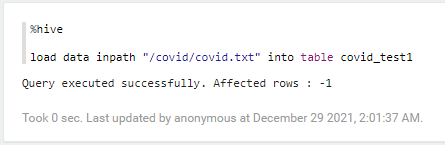 %hive
load data inpath "/covid/covid.txt" into table covid_test1
Query executed successfully. Affected rows : -1
Took 0 sec. Last updated by anonymous at December 29 2021, 2:01:37 AM.